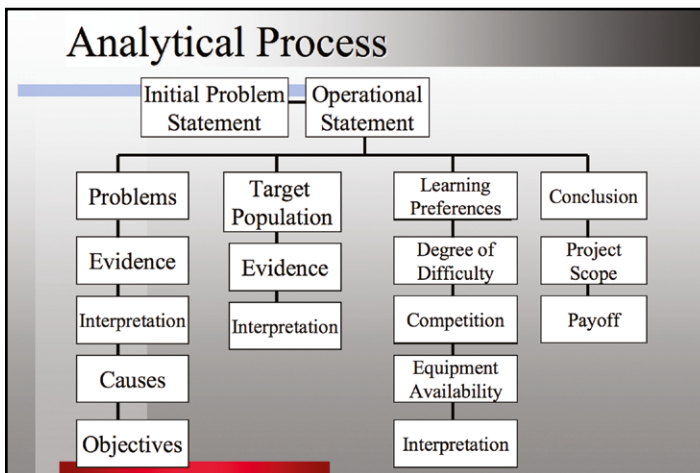 Analytical Process
Initial Problem
Statement
Operational
Statement
Problems
Evidence
Interpretation
Causes
Objectives
Target
Population
Evidence
Interpretation
Learning
Preferences
Degree of
Difficulty
Competition
Equipment
Availability
Interpretation
Conclusion
Project
Scope
Payoff